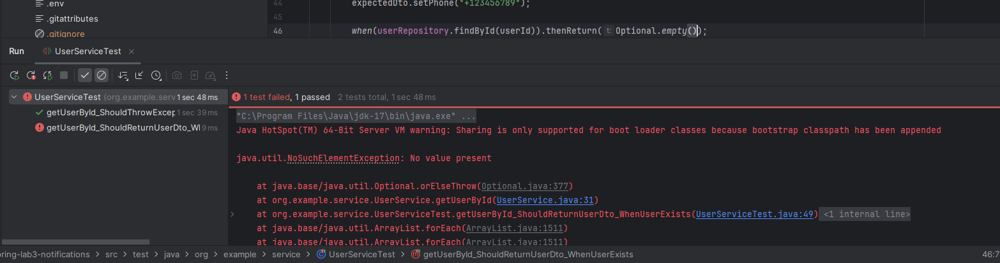 .env
.gitattributes
.gitignore
44 expectedDto.setPhone("+123456789");
45
46 when(userRepository.findById(userId)).thenReturn( t: Optional.empty());
Run UserServiceTest ×
UserServiceTest (org.example.serv 1 sec 48 ms
getUserById_ShouldThrowExcep 1 sec 39 ms
getUserById_ShouldReturnUserDto_Wl 9 ms
1 test failed, 1 passed 2 tests total, 1 sec 48 ms
"C:\Program Files\Java\jdk-17\bin\java.exe" ...
Java HotSpot(TM) 64-Bit Server VM warning: Sharing is only supported for boot loader classes because bootstrap classpath has been appended
java.util.NoSuchElementException: No value present
at java.base/java.util.Optional.orElseThrow(Optional.java:377)
at org.example.service.UserService.getUserById(UserService.java:31)
at org.example.service.UserServiceTest.getUserById_ShouldReturnUserDto_WhenUserExists(UserServiceTest.java:49) <1 internal line>
at java.base/java.util.ArrayList.forEach(ArrayList.java:1511)
at java.base/java.util.ArrayList.forEach(ArrayList.java:1511)
ring-lab3-notifications > src > test > java > org > example > service > UserServiceTest > getUserById_ShouldReturnUserDto_WhenUserExists 46:7